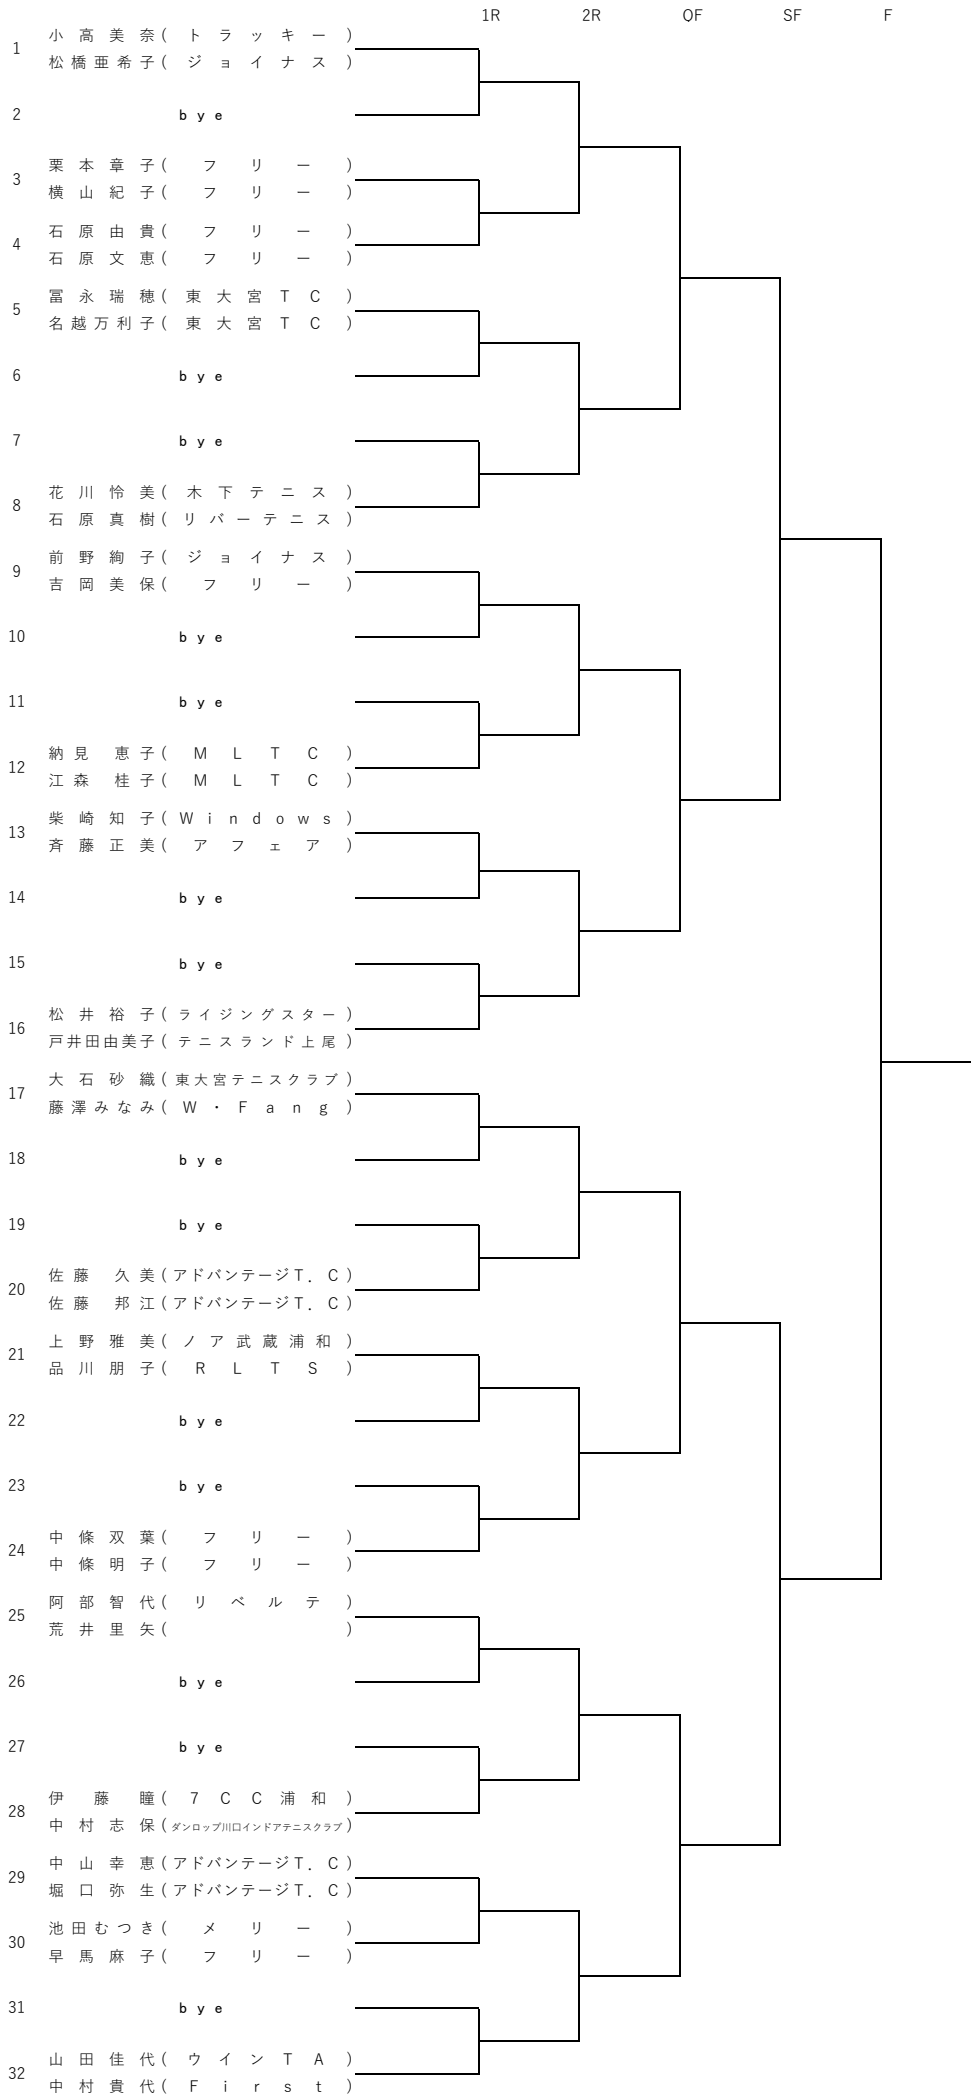 1R 2R QF SF F
小高美奈(トラッキー)
1
松橋亜希子(ジョイナス)
2 bye
栗本章子(フリー)
3
横山紀子(フリー)
石原由貴(フリー)
4
石原文恵(フリー)
冨永瑞穂(東大宮TC)
5
名越万利子(東大宮TC)
6 bye
7 bye
花川怜美(木下テニス)
8
石原真樹(リバーテニス)
前野絢子(ジョイナス)
9
吉岡美保(フリー)
10 bye
11 bye
納見恵子(MLTC)
12
江森桂子(MLTC)
柴崎知子(Windows)
13
斉藤正美(アフェア)
14 bye
15 bye
松井裕子(ライジングスター)
16
戸井田由美子(テニスランド上尾)
大石砂織(東大宮テニスクラブ)
17
藤澤みなみ(W・Fang)
18 bye
19 bye
佐藤久美(アドバンテージT.C)
20
佐藤邦江(アドバンテージT.C)
上野雅美(ノア武蔵浦和)
21
品川朋子(RLTS)
22 bye
23 bye
中條双葉(フリー)
24
中條明子(フリー)
阿部智代(リベルテ)
25
荒井里矢( )
26 bye
27 bye
伊藤瞳(7CC浦和)
28
中村志保(ダンロップ川口インドアテニスクラブ)
中山幸恵(アドバンテージT.C)
29
堀口弥生(アドバンテージT.C)
池田むつき(メリー)
30
早馬麻子(フリー)
31 bye
山田佳代(ウインTA)
32
中村貴代(First)